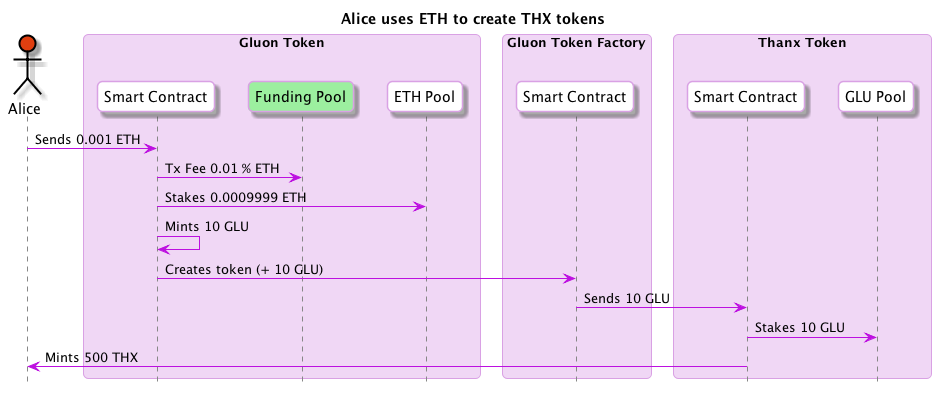 Alice uses ETH to create THX tokens
Gluon Token
Gluon Token Factory
Thanx Token
Alice
Smart Contract
Funding Pool
ETH Pool
Smart Contract
Smart Contract
GLU Pool
Sends 0.001 ETH
Tx Fee 0.01 % ETH
Stakes 0.0009999 ETH
Mints 10 GLU
Creates token (+ 10 GLU)
Sends 10 GLU
Stakes 10 GLU
Mints 500 THX